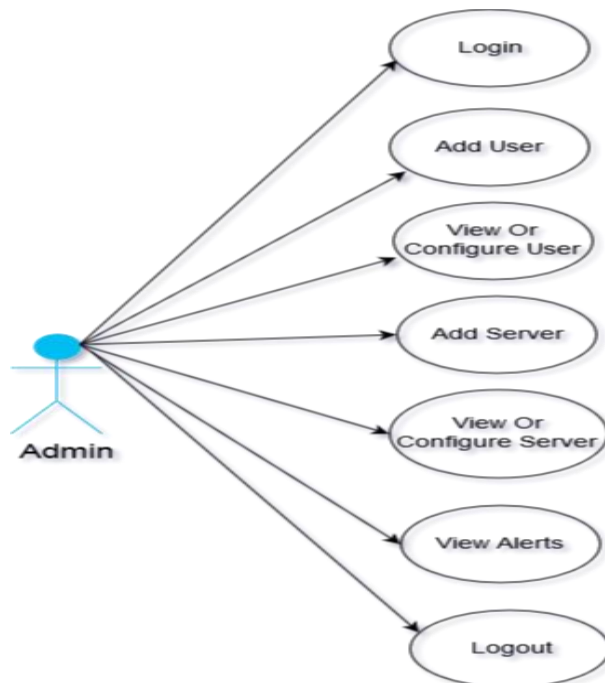 Login
Add User
View Or
Configure User
Add Server
Admin
View Or
Configure Server
View Alerts
Logout